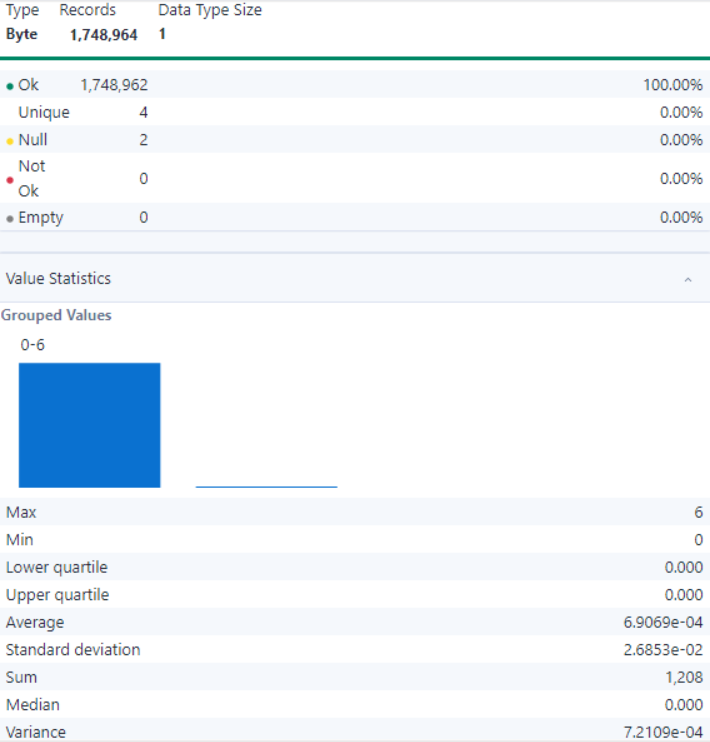 Type Records Data Type Size
Byte 1,748,964 1
Ok 1,748,962 100.00%
Unique 4 0.00%
Null 2 0.00%
Not
Ok 0 0.00%
Empty 0 0.00%
Value Statistics
Grouped Values
0-6
Max 6
Min 0
Lower quartile 0.000
Upper quartile 0.000
Average 6.9069e-04
Standard deviation 2.6853e-02
Sum 1,208
Median 0.000
Variance 7.2109e-04